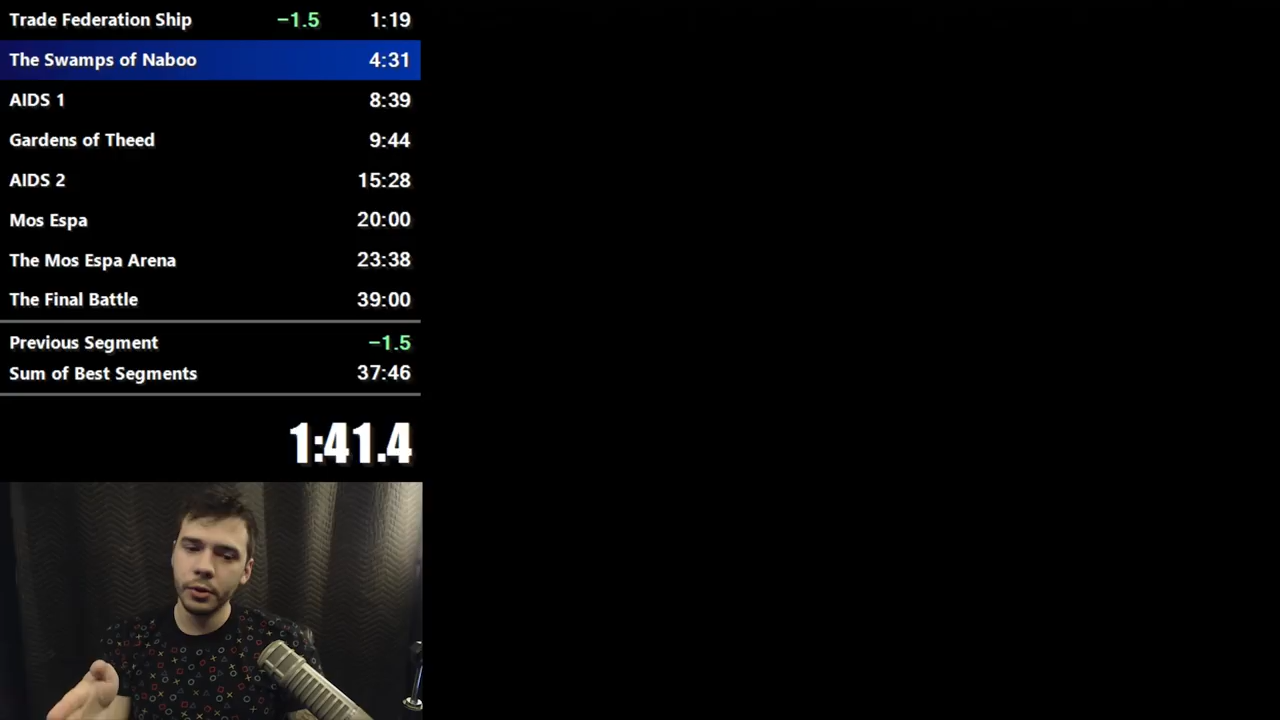 Trade Federation Ship −1.5 1:19
The Swamps of Naboo 4:31
AIDS 1 8:39
Gardens of Theed 9:44
AIDS 2 15:28
Mos Espa 20:00
The Mos Espa Arena 23:38
The Final Battle 39:00
Previous Segment −1.5
Sum of Best Segments 37:46
1:41.4